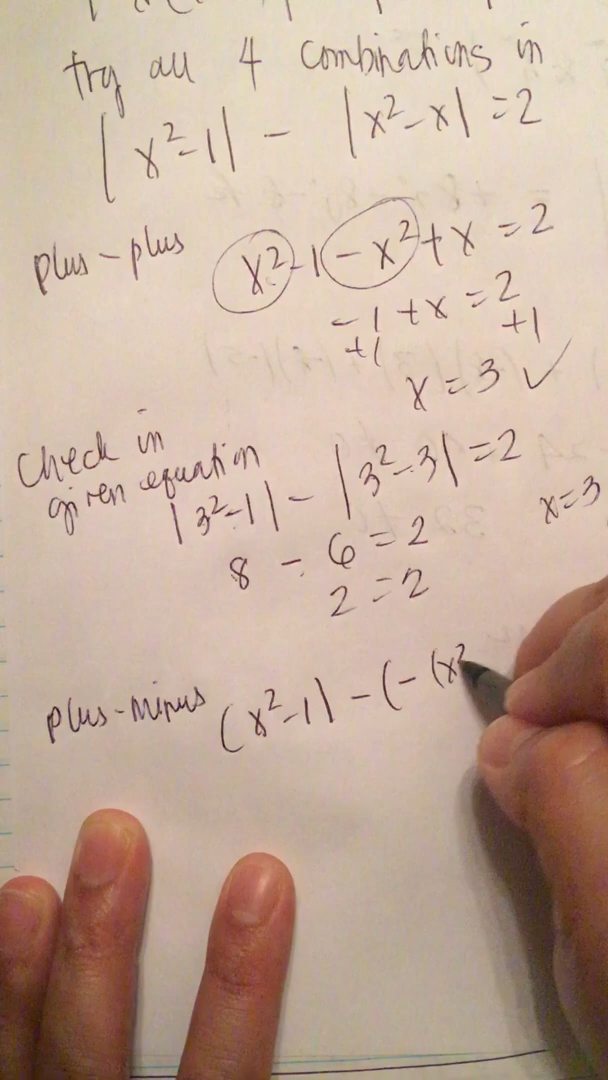 try all 4 combinations in
|x²-1| - |x²-x| = 2
plus-plus x²-1-x²+x = 2
-1+x = 2
+1 +1
x = 3 ✓
Check in
given equation
|3²-1| - |3²-3| = 2
x=3
8 - 6 = 2
2 = 2
plus-minus (x²-1) - (-(x²